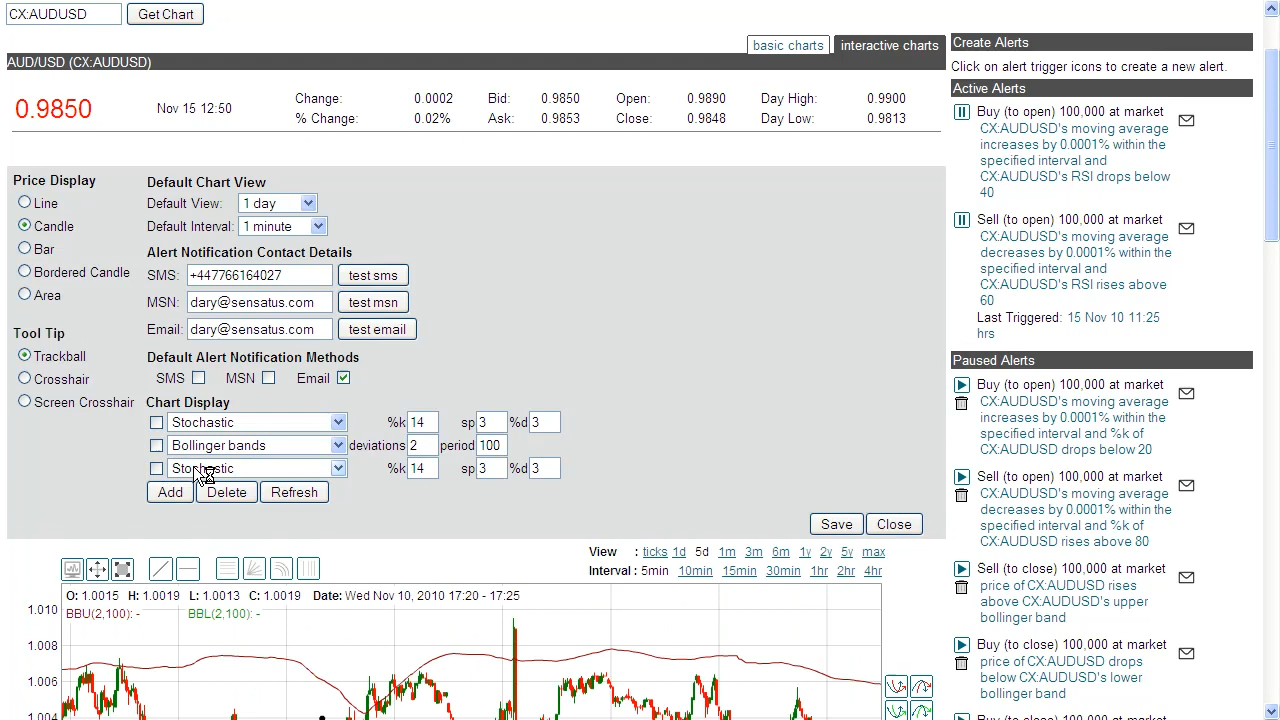 CX:AUDUSD Get Chart
basic charts interactive charts
AUD/USD (CX:AUDUSD)
0.9850 Nov 15 12:50
Change: 0.0002 Bid: 0.9850 Open: 0.9890 Day High: 0.9900
% Change: 0.02% Ask: 0.9853 Close: 0.9848 Day Low: 0.9813
Price Display
Line
Candle
Bar
Bordered Candle
Area
Tool Tip
Trackball
Crosshair
Screen Crosshair
Default Chart View
Default View: 1 day
Default Interval: 1 minute
Alert Notification Contact Details
SMS: +447766164027 test sms
MSN: dary@sensatus.com test msn
Email: dary@sensatus.com test email
Default Alert Notification Methods
SMS MSN Email
Chart Display
Stochastic %k 14 sp 3 %d 3
Bollinger bands deviations 2 period 100
Stochastic %k 14 sp 3 %d 3
Add Delete Refresh
Save Close
View : ticks 1d 5d 1m 3m 6m 1y 2y 5y max
Interval : 5min 10min 15min 30min 1hr 2hr 4hr
O: 1.0015 H: 1.0019 L: 1.0013 C: 1.0019 Date: Wed Nov 10, 2010 17:20 - 17:25
BBU(2,100): - BBL(2,100): -
1.010
1.008
1.006
1.004
Create Alerts
Click on alert trigger icons to create a new alert.
Active Alerts
Buy (to open) 100,000 at market
CX:AUDUSD's moving average
increases by 0.0001% within the
specified interval and
CX:AUDUSD's RSI drops below
40
Sell (to open) 100,000 at market
CX:AUDUSD's moving average
decreases by 0.0001% within the
specified interval and
CX:AUDUSD's RSI rises above
60
Last Triggered: 15 Nov 10 11:25
hrs
Paused Alerts
Buy (to open) 100,000 at market
CX:AUDUSD's moving average
increases by 0.0001% within the
specified interval and %k of
CX:AUDUSD drops below 20
Sell (to open) 100,000 at market
CX:AUDUSD's moving average
decreases by 0.0001% within the
specified interval and %k of
CX:AUDUSD rises above 80
Sell (to close) 100,000 at market
price of CX:AUDUSD rises
above CX:AUDUSD's upper
bollinger band
Buy (to close) 100,000 at market
price of CX:AUDUSD drops
below CX:AUDUSD's lower
bollinger band
Buy (to close) 100,000 at market